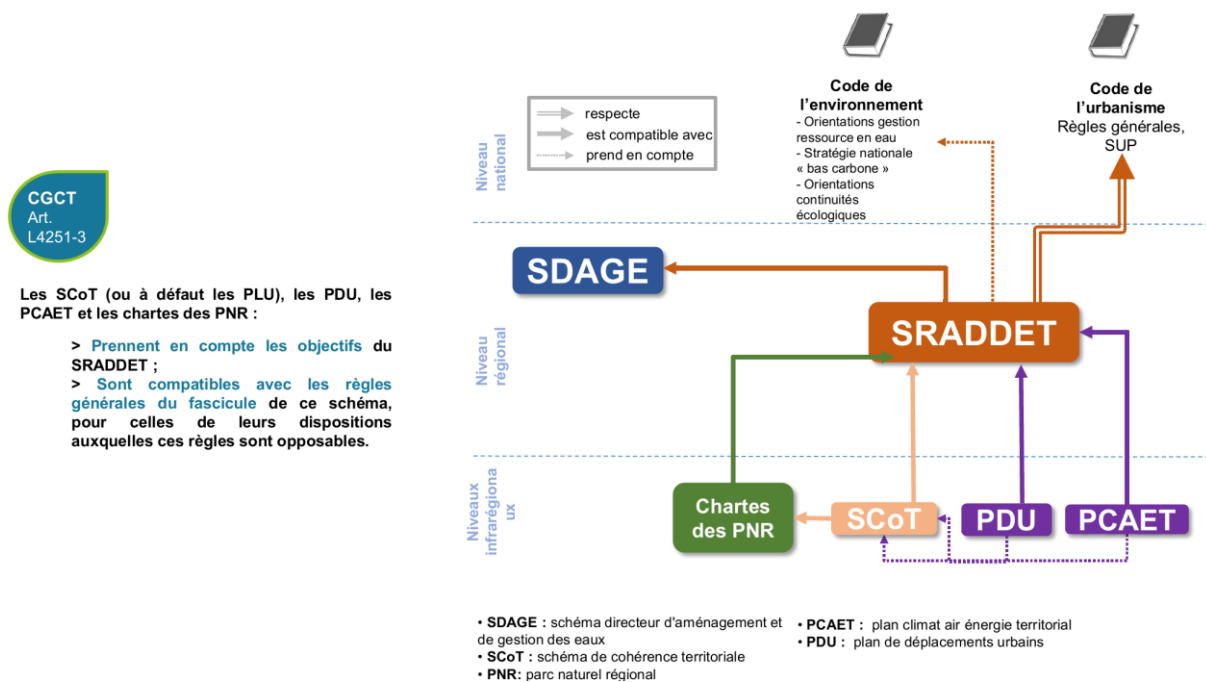 CGCT
Art.
L4251-3
Les SCoT (ou à défaut les PLU), les PDU, les
PCAET et les chartes des PNR :
> Prennent en compte les objectifs du
SRADDET ;
> Sont compatibles avec les règles
générales du fascicule de ce schéma,
pour celles de leurs dispositions
auxquelles ces règles sont opposables.
respecte
est compatible avec
prend en compte
Niveau
national
Code de
l'environnement
- Orientations gestion
ressource en eau
- Stratégie nationale
« bas carbone »
- Orientations
continuités
écologiques
Code de
l'urbanisme
Règles générales,
SUP
Niveau
régional
SDAGE
SRADDET
Niveaux
infrarégiona
ux
Chartes
des PNR
SCoT
PDU
PCAET
• SDAGE : schéma directeur d'aménagement et
de gestion des eaux
• SCoT : schéma de cohérence territoriale
• PNR: parc naturel régional
• PCAET : plan climat air énergie territorial
• PDU : plan de déplacements urbains